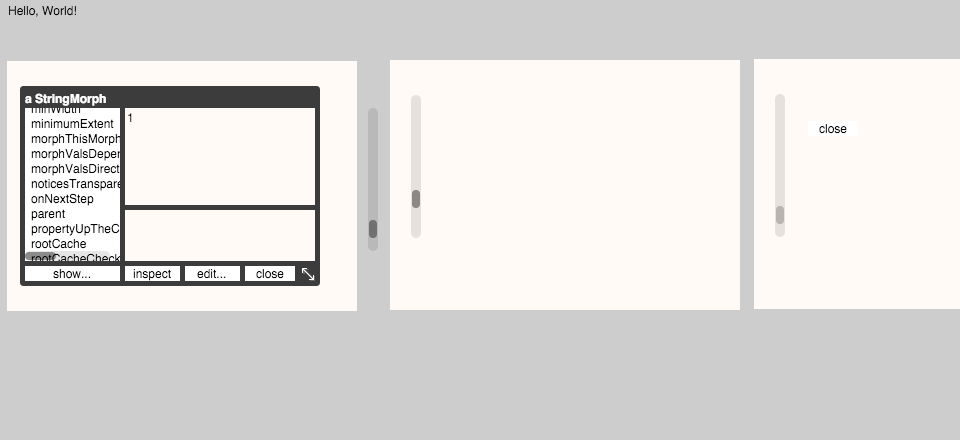 Hello, World!
a StringMorph
minWidth
minimumExtent
morphThisMorph
morphValsDeper
morphValsDirect
noticesTranspare
onNextStep
parent
propertyUpTheC
rootCache
rootCacheCheck
1
show...
inspect
edit...
close
close